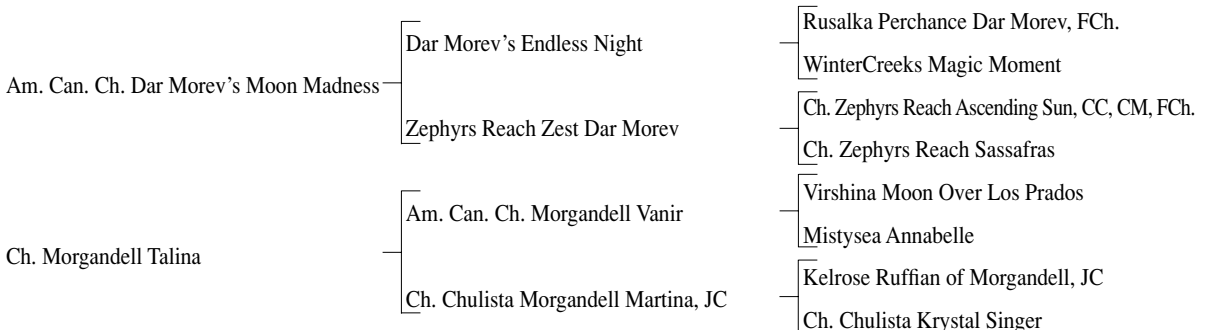 Rusalka Perchance Dar Morev, FCh.
Dar Morev's Endless Night
WinterCreeks Magic Moment
Am. Can. Ch. Dar Morev's Moon Madness
Ch. Zephyrs Reach Ascending Sun, CC, CM, FCh.
Zephyrs Reach Zest Dar Morev
Ch. Zephyrs Reach Sassafras
Virshina Moon Over Los Prados
Am. Can. Ch. Morgandell Vanir
Mistysea Annabelle
Ch. Morgandell Talina
Kelrose Ruffian of Morgandell, JC
Ch. Chulista Morgandell Martina, JC
Ch. Chulista Krystal Singer